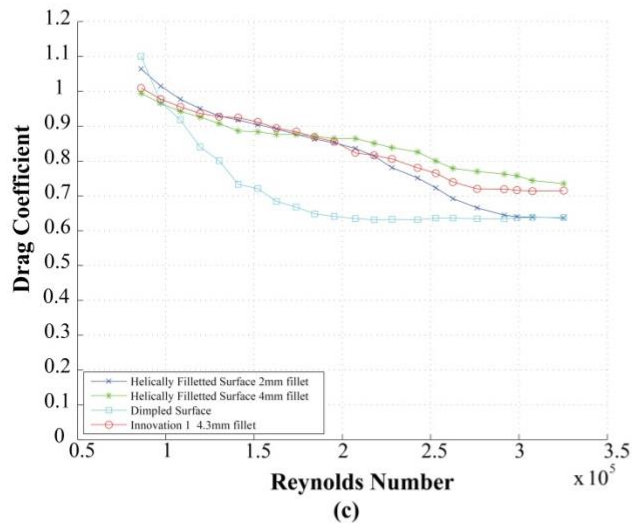 1.2
1.1
1
0.9
0.8
0.7
0.6
0.5
0.4
0.3
0.2
0.1
0
Drag Coefficient
Helically Filletted Surface 2mm fillet
Helically Filletted Surface 4mm fillet
Dimpled Surface
Innovation 1 4.3mm fillet
0.5 1 1.5 2 2.5 3 3.5
Reynolds Number x 10^5
(c)